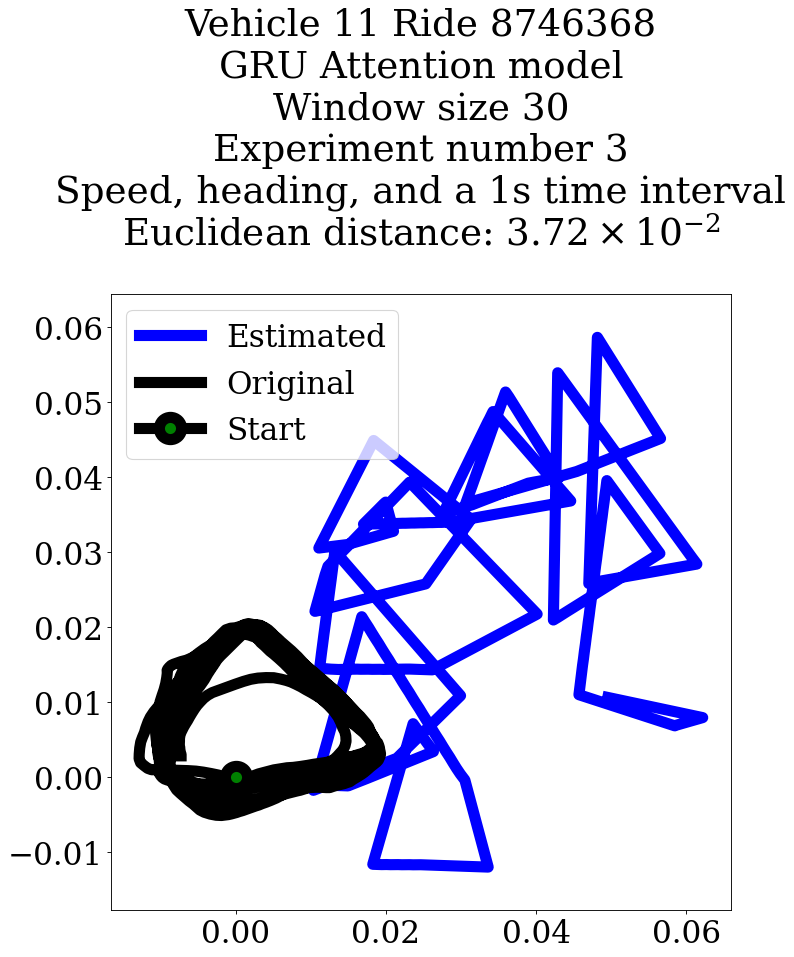 Vehicle 11 Ride 8746368
GRU Attention model
Window size 30
Experiment number 3
Speed, heading, and a 1s time interval
Euclidean distance: 3.72 × 10⁻²
Estimated
Original
Start
0.06
0.05
0.04
0.03
0.02
0.01
0.00
−0.01
0.00 0.02 0.04 0.06